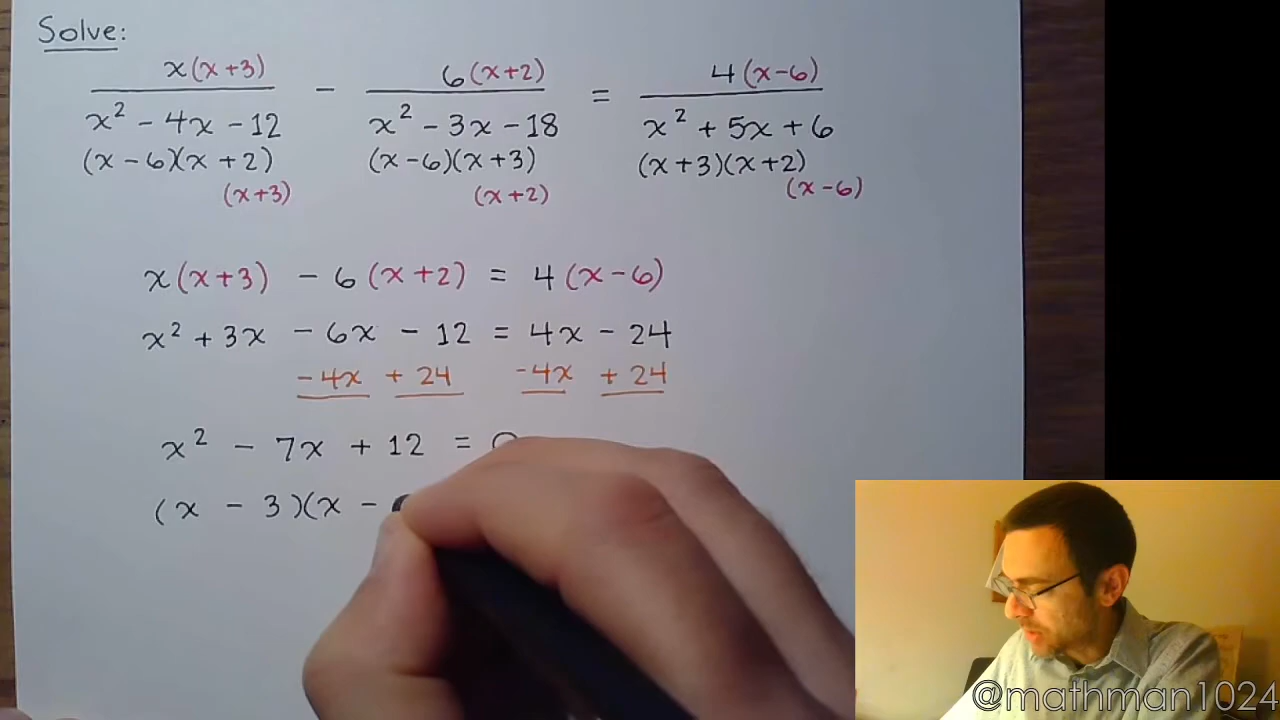 Solve:
x(x+3) - 6(x+2) = 4(x-6)
x² - 4x - 12 x² - 3x - 18 x² + 5x + 6
(x-6)(x+2) (x-6)(x+3) (x+3)(x+2)
(x+3) (x+2) (x-6)
x(x+3) - 6(x+2) = 4(x-6)
x² + 3x - 6x - 12 = 4x - 24
-4x + 24 -4x + 24
x² - 7x + 12 =
(x - 3)(x -
@mathman1024